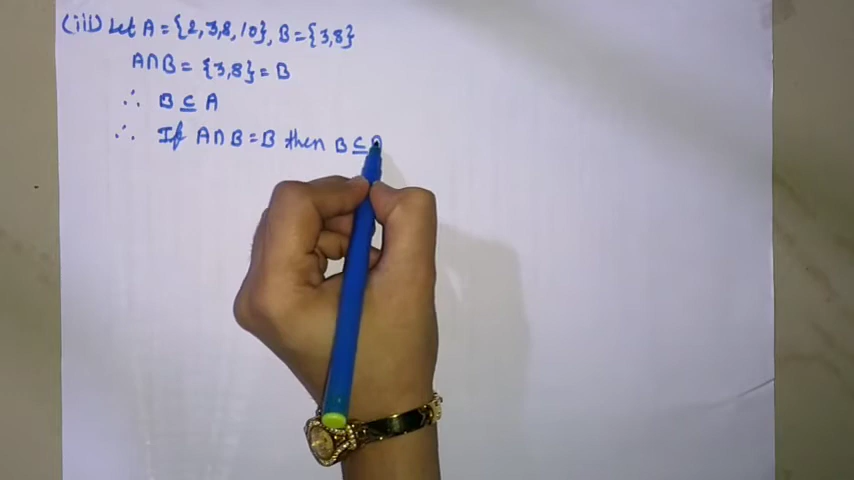 (iii) Let A = {2,3,8,10}, B = {3,8}
A∩B = {3,8} = B
∴ B ⊆ A
∴ If A∩B = B then B ⊆